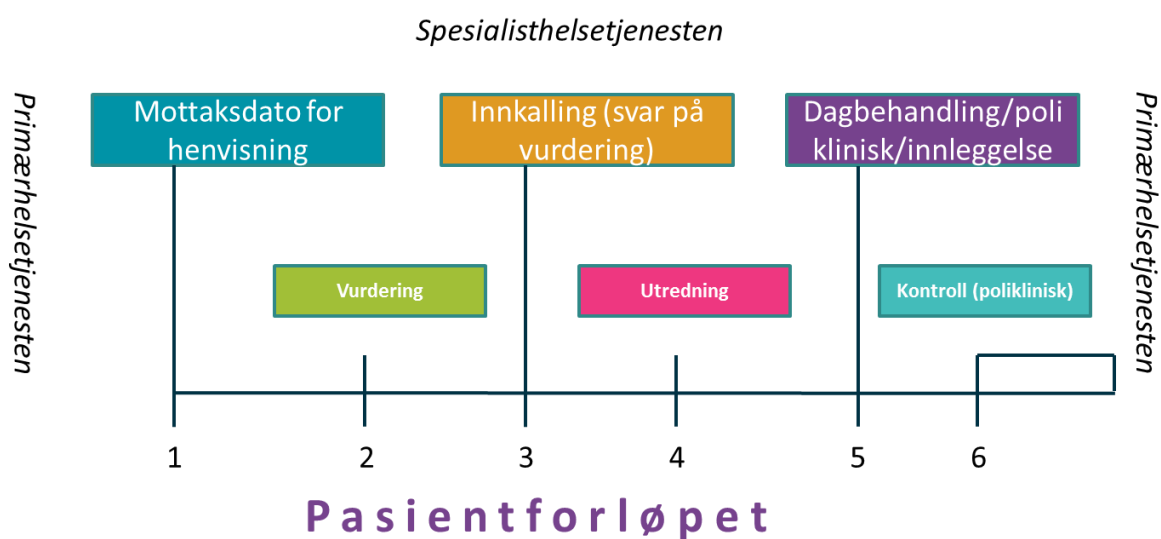 Spesialisthelsetjenesten
Primærhelsetjenesten
Mottaksdato for
henvisning
Innkalling (svar på
vurdering)
Dagbehandling/poli
klinisk/innleggelse
Primærhelsetjenesten
Vurdering
Utredning
Kontroll (poliklinisk)
1 2 3 4 5 6
Pasientforløpet